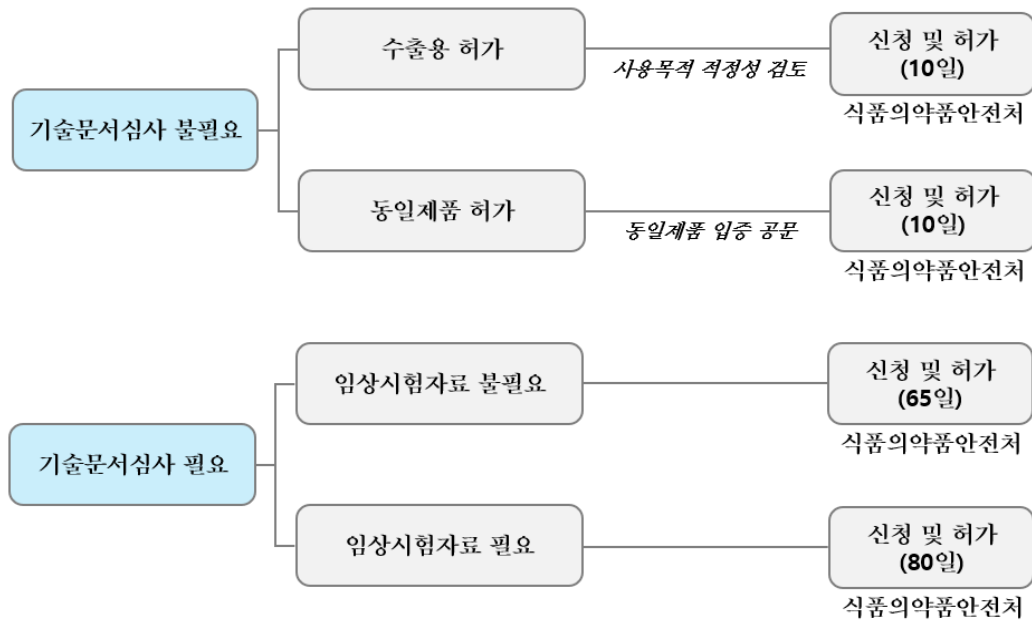 수출용 허가
사용목적 적정성 검토
신청 및 허가
(10일)
식품의약품안전처
기술문서심사 불필요
동일제품 허가
동일제품 입증 공문
신청 및 허가
(10일)
식품의약품안전처
임상시험자료 불필요
신청 및 허가
(65일)
식품의약품안전처
기술문서심사 필요
임상시험자료 필요
신청 및 허가
(80일)
식품의약품안전처